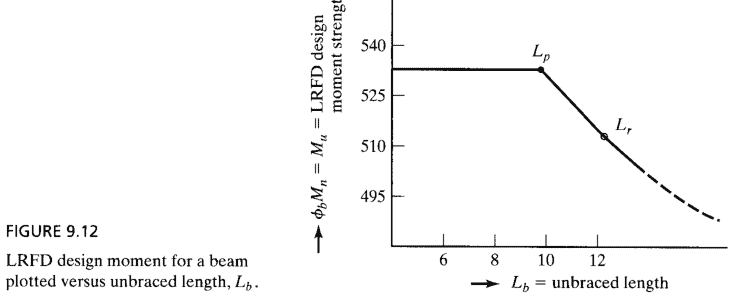 ϕbMn = Mu = LRFD design
moment
540
525
510
495
Lp
Lr
6 8 10 12
Lb = unbraced length
FIGURE 9.12
LRFD design moment for a beam
plotted versus unbraced length, Lb.